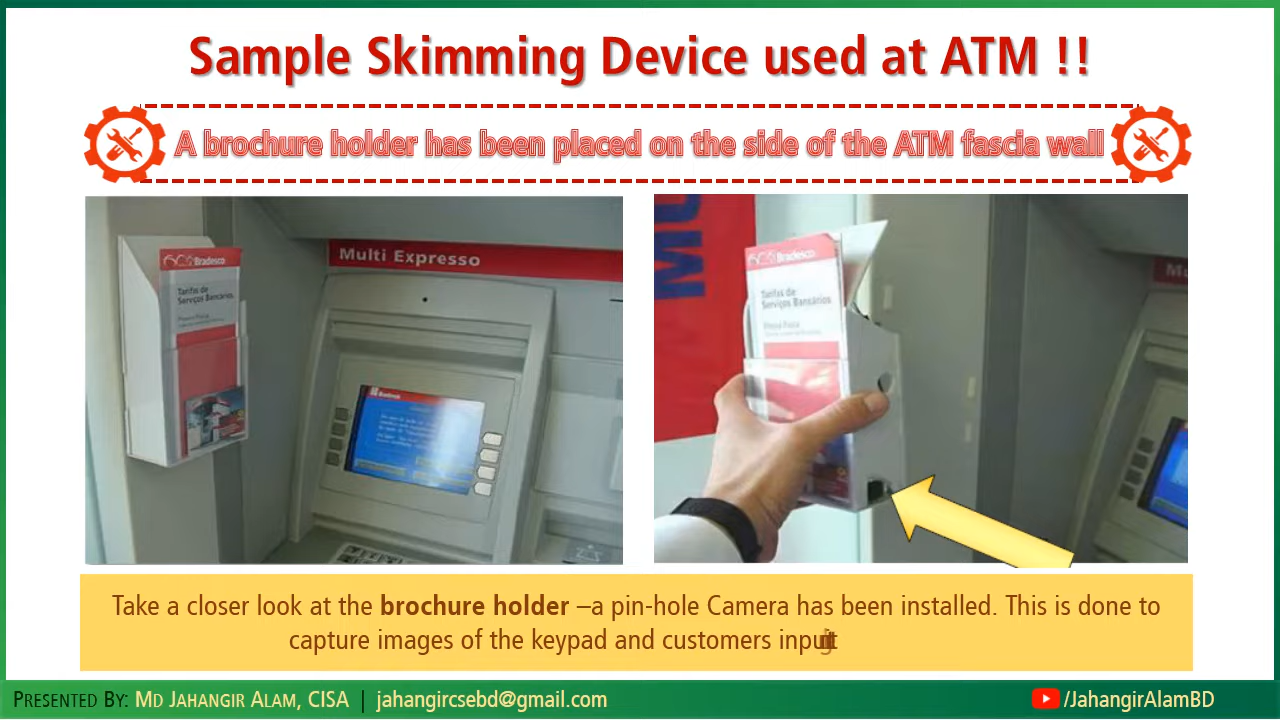 Sample Skimming Device used at ATM !!
A brochure holder has been placed on the side of the ATM fascia wall
Bradesco
Tarifas de
Serviços Bancários
Multi Expresso
Bradesco
Tarifas de
Serviços Bancários
MU
Mu
Take a closer look at the brochure holder –a pin-hole Camera has been installed. This is done to
capture images of the keypad and customers
PRESENTED BY: MD JAHANGIR ALAM, CISA | jahangircsebd@gmail.com
/JahangirAlamBD